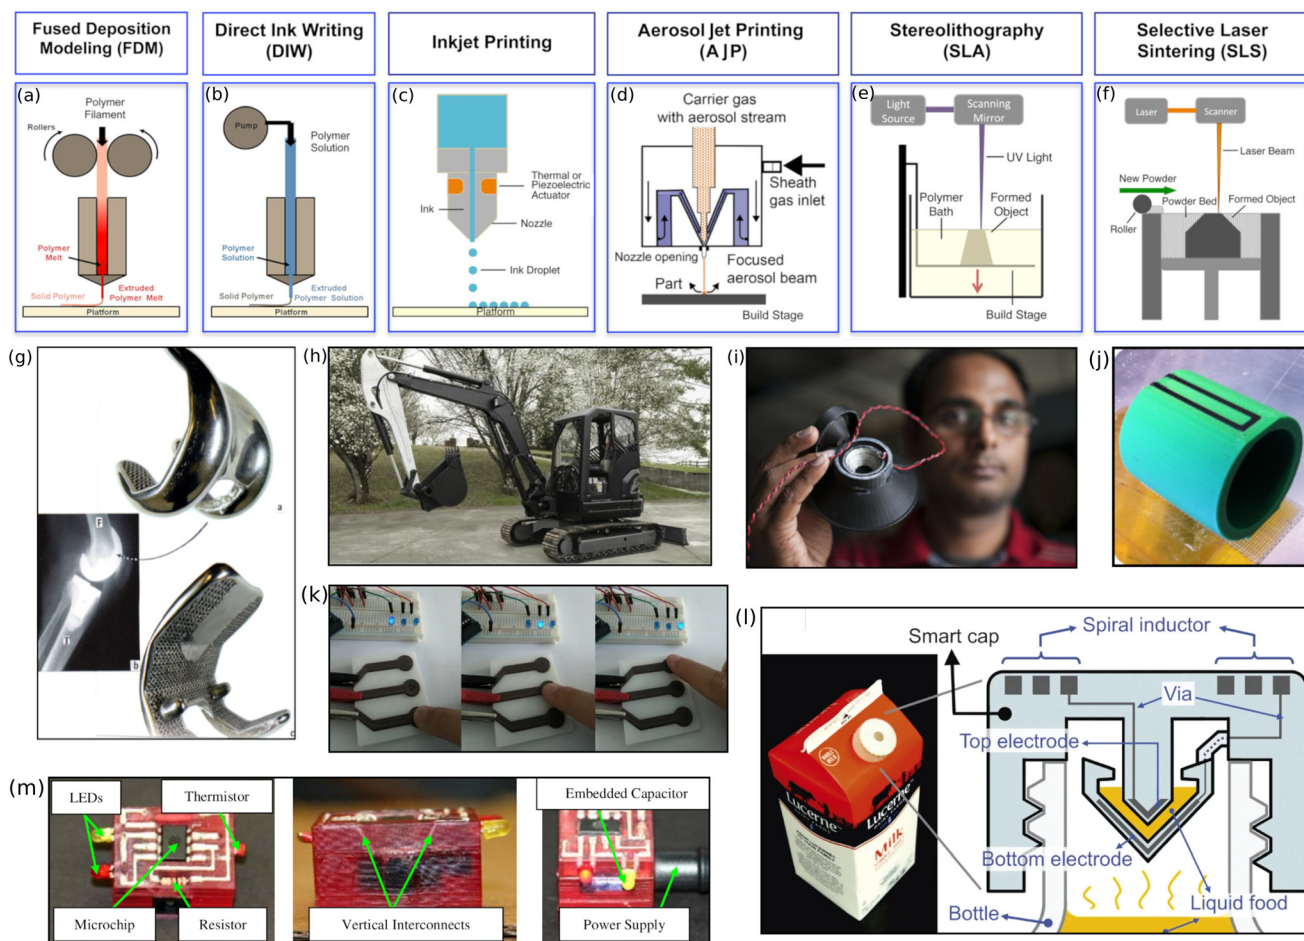 Fused Deposition
Modeling (FDM)
Direct Ink Writing
(DIW)
Inkjet Printing
Aerosol Jet Printing
(AJP)
Stereolithography
(SLA)
Selective Laser
Sintering (SLS)
(a)
Polymer
Filament
Rollers
Polymer
Melt
Solid Polymer
Extruded
Polymer Melt
Platform
(b)
Pump
Polymer
Solution
Polymer
Solution
Solid Polymer
Extruded
Polymer Solution
Platform
(c)
Thermal or
Piezoelectric
Actuator
Ink
Nozzle
Ink Droplet
Platform
(d)
Carrier gas
with aerosol stream
Sheath
gas inlet
Nozzle opening
Focused
aerosol beam
Part
Build Stage
(e)
Light
Source
Scanning
Mirror
UV Light
Polymer
Bath
Formed
Object
Build Stage
(f)
Laser
Scanner
Laser Beam
New Powder
Powder Bed
Formed Object
Roller
(g)
a
F
T
b
c
(h)
(i)
(j)
(k)
(l)
Smart cap
Spiral inductor
Via
Top electrode
Bottom electrode
Liquid food
Bottle
Lucerne
Lucerne
Milk
(m)
LEDs
Thermistor
Microchip
Resistor
Vertical Interconnects
Embedded Capacitor
Power Supply